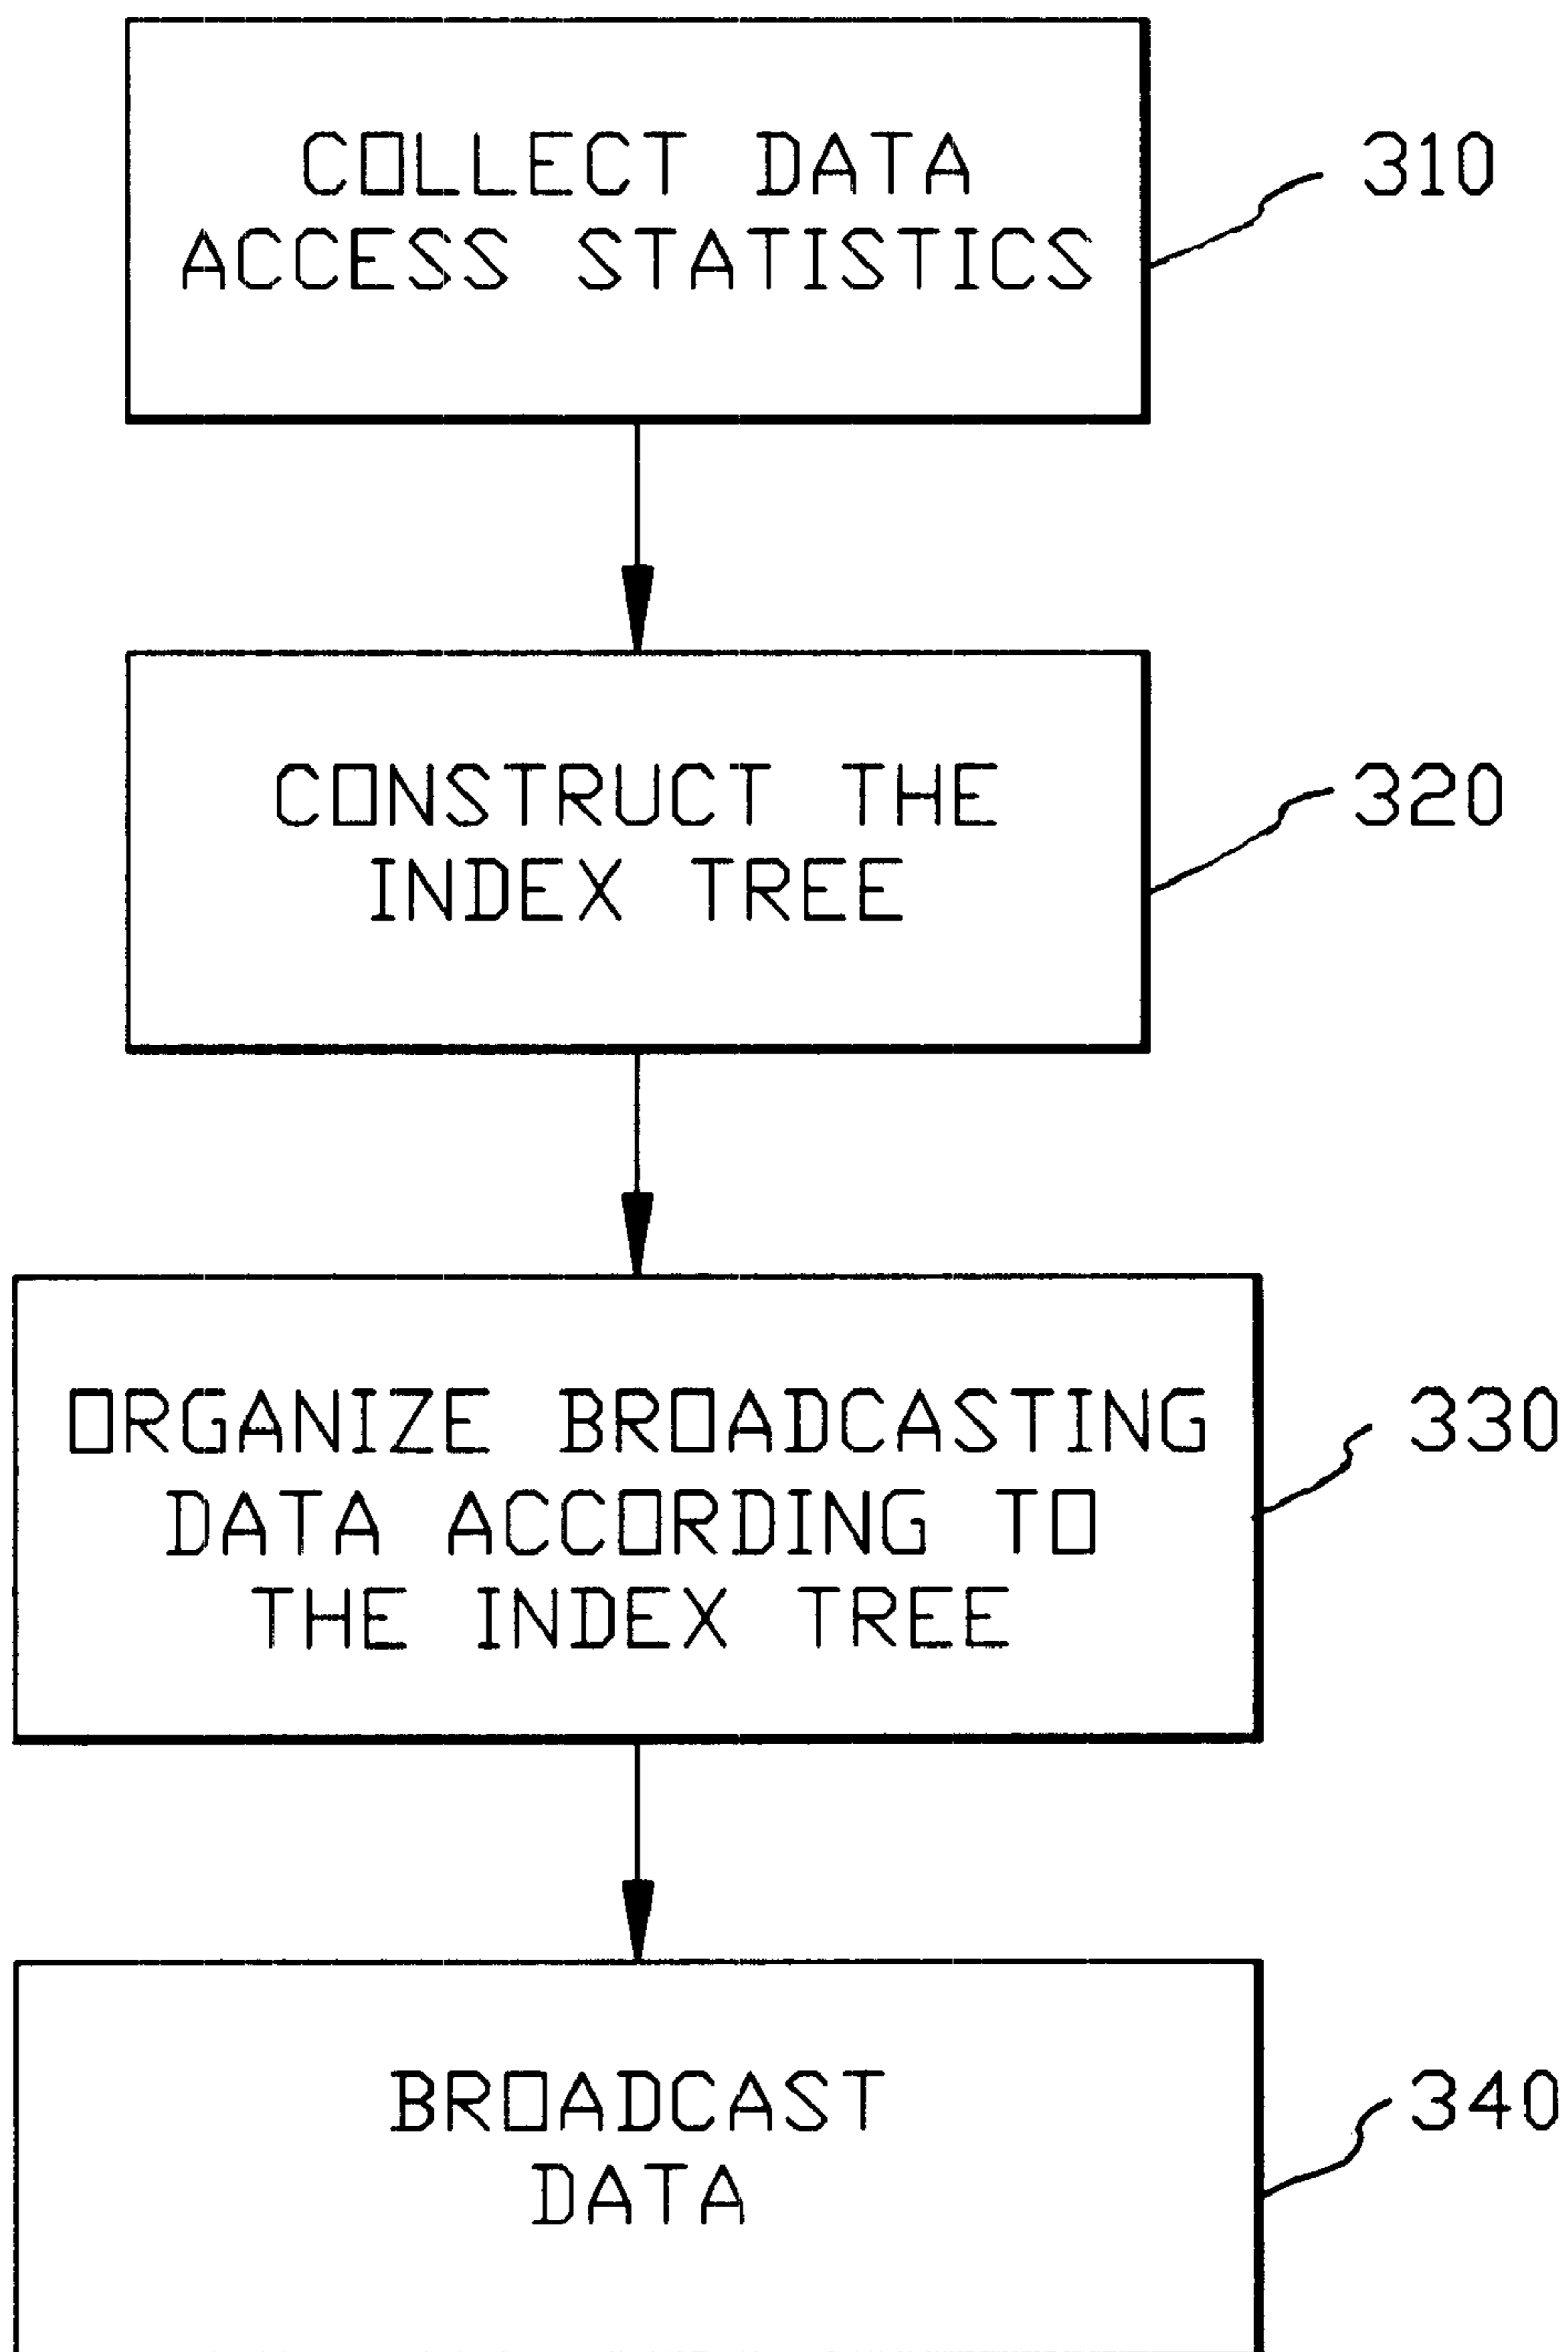 COLLECT DATA
ACCESS STATISTICS
310
CONSTRUCT THE
INDEX TREE
320
ORGANIZE BROADCASTING
DATA ACCORDING TO
THE INDEX TREE
330
BROADCAST
DATA
340